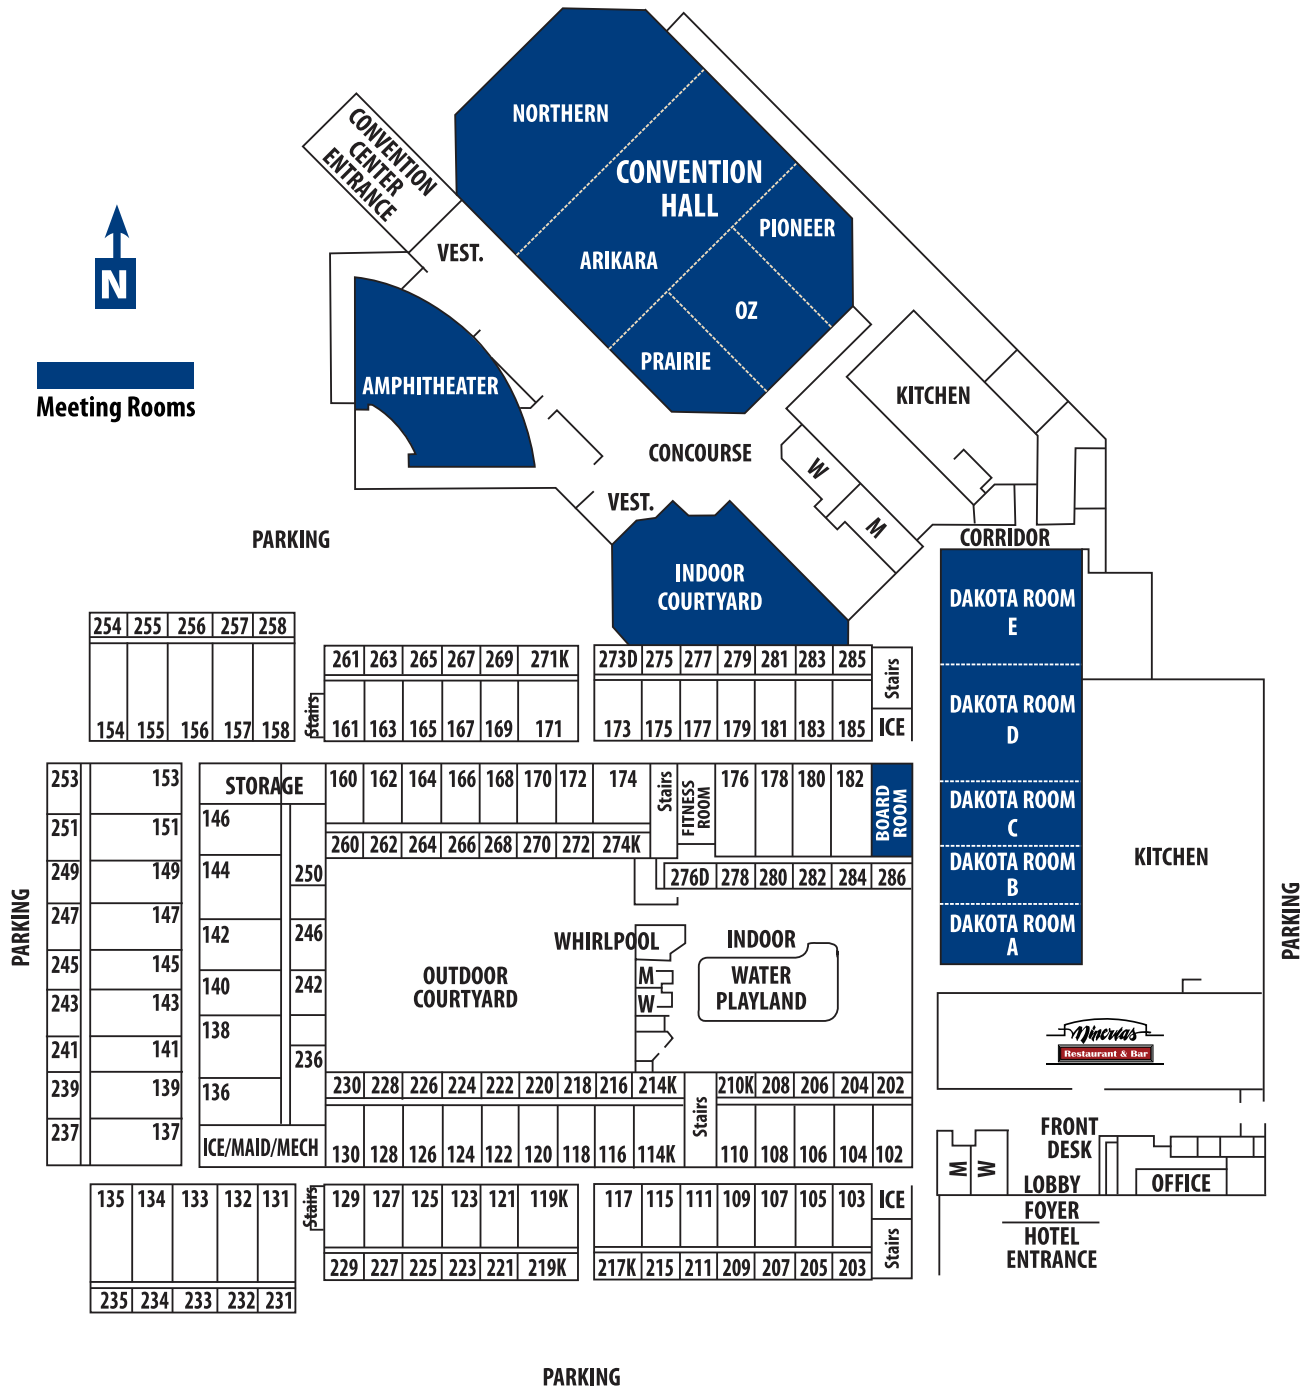 NORTHERN
CONVENTION
HALL
PIONEER
ARIKARA
OZ
PRAIRIE
CONVENTION
CENTER
ENTRANCE
VEST.
N
Meeting Rooms
AMPHITHEATER
KITCHEN
CONCOURSE
W
M
VEST.
PARKING
CORRIDOR
INDOOR
COURTYARD
DAKOTA ROOM
E
DAKOTA ROOM
D
DAKOTA ROOM
C
DAKOTA ROOM
B
DAKOTA ROOM
A
KITCHEN
PARKING
254 255 256 257 258
261 263 265 267 269 271K
273D 275 277 279 281 283 285
Stairs
154 155 156 157 158
Stairs
161 163 165 167 169 171
173 175 177 179 181 183 185
ICE
253 153
251 151
249 149
247 147
245 145
243 143
241 141
239 139
237 137
PARKING
STORAGE
146
144
142
140
138
136
250
246
242
236
ICE/MAID/MECH
160 162 164 166 168 170 172 174
Stairs
FITNESS
ROOM
176 178 180 182
BOARD
ROOM
260 262 264 266 268 270 272 274K
276D 278 280 282 284 286
WHIRLPOOL
M
W
INDOOR
WATER
PLAYLAND
OUTDOOR
COURTYARD
230 228 226 224 222 220 218 216 214K
Stairs
210K 208 206 204 202
130 128 126 124 122 120 118 116 114K
110 108 106 104 102
135 134 133 132 131
Stairs
129 127 125 123 121 119K
117 115 111 109 107 105 103
ICE
Stairs
235 234 233 232 231
229 227 225 223 221 219K
217K 215 211 209 207 205 203
Minervas
Restaurant & Bar
FRONT
DESK
M
W
OFFICE
LOBBY
FOYER
HOTEL
ENTRANCE
PARKING